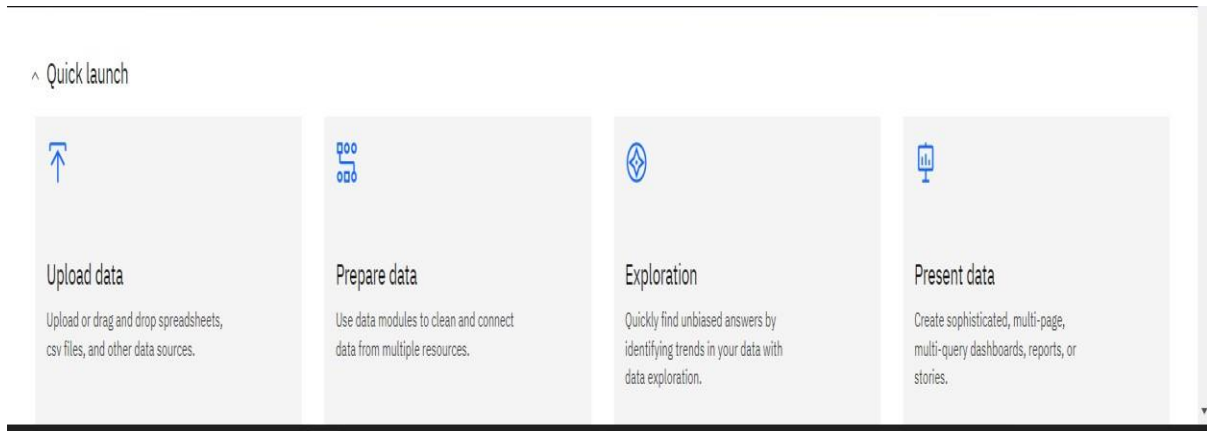 Quick launch
Upload data
Upload or drag and drop spreadsheets,
csv files, and other data sources.
Prepare data
Use data modules to clean and connect
data from multiple resources.
Exploration
Quickly find unbiased answers by
identifying trends in your data with
data exploration.
Present data
Create sophisticated, multi-page,
multi-query dashboards, reports, or
stories.